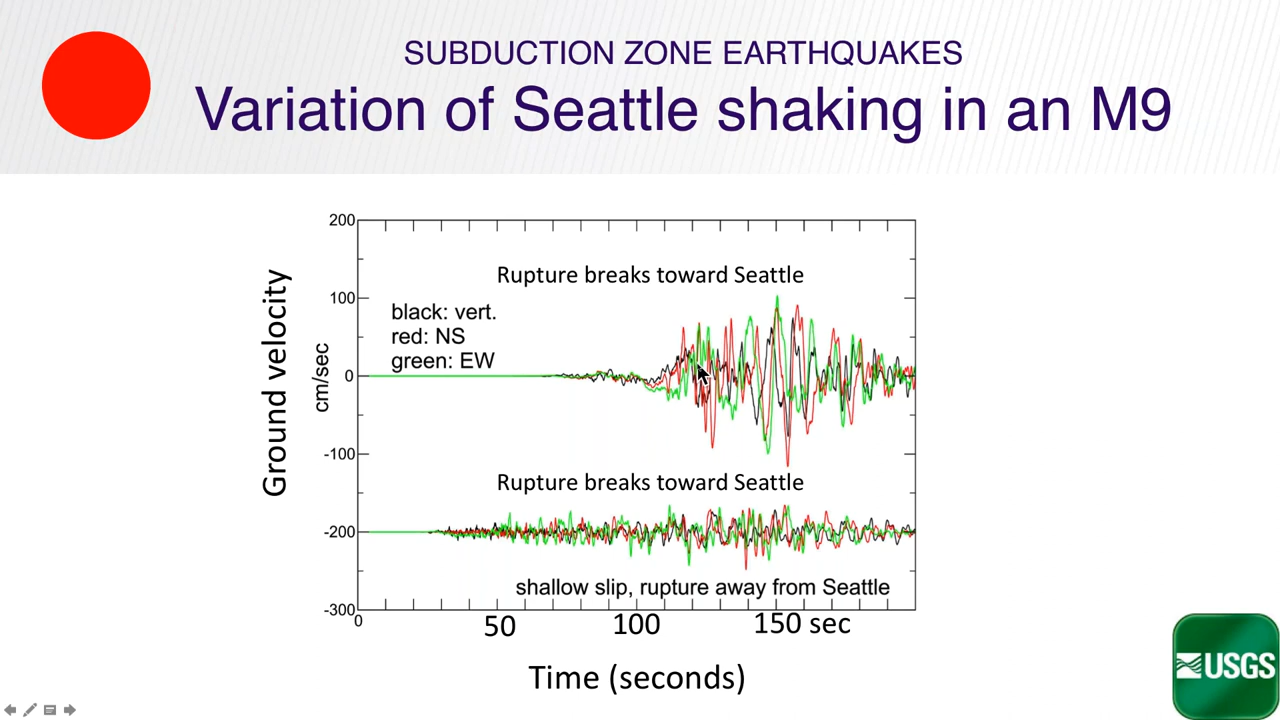 SUBDUCTION ZONE EARTHQUAKES
Variation of Seattle shaking in an M9
200
Rupture breaks toward Seattle
100
black: vert.
red: NS
green: EW
0
Ground velocity
cm/sec
-100
Rupture breaks toward Seattle
-200
shallow slip, rupture away from Seattle
-300
0
50
100
150 sec
Time (seconds)
USGS